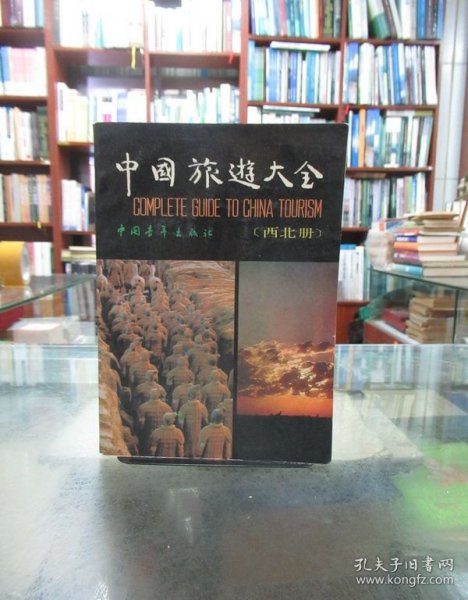 中國旅遊大全
COMPLETE GUIDE TO CHINA TOURISM
中国青年出版社
〔西北册〕
孔夫子旧书网
www.kongfz.com